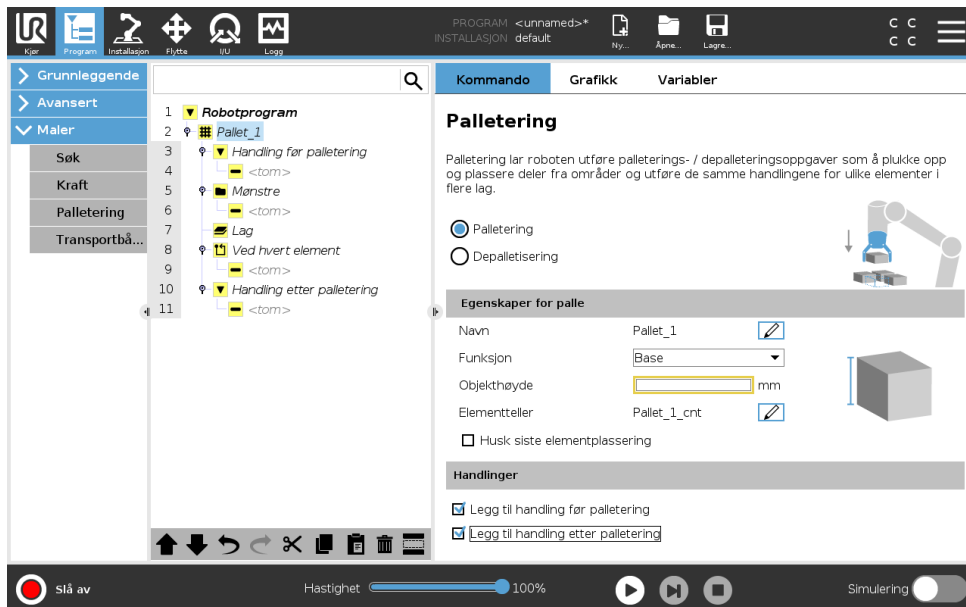 UR
PROGRAM <unnamed>*
INSTALLASJON default
Kjør Program Installasjon Flytte I/U Logg
Ny... Åpne... Lagre...
C C
C C
Grunnleggende
Avansert
Maler
Søk
Kraft
Palletering
Transportbå...
1 Robotprogram
2 Pallet_1
3 Handling før palletering
4 <tom>
5 Mønstre
6 <tom>
7 Lag
8 Ved hvert element
9 <tom>
10 Handling etter palletering
11 <tom>
Kommando Grafikk Variabler
Palletering
Palletering lar roboten utføre palleterings- / depalleteringsoppgaver som å plukke opp
og plassere deler fra områder og utføre de samme handlingene for ulike elementer i
flere lag.
Palletering
Depalletisering
Egenskaper for palle
Navn Pallet_1
Funksjon Base
Objekthøyde mm
Elementteller Pallet_1_cnt
Husk siste elementplassering
Handlinger
Legg til handling før palletering
Legg til handling etter palletering
Slå av
Hastighet 100%
Simulering